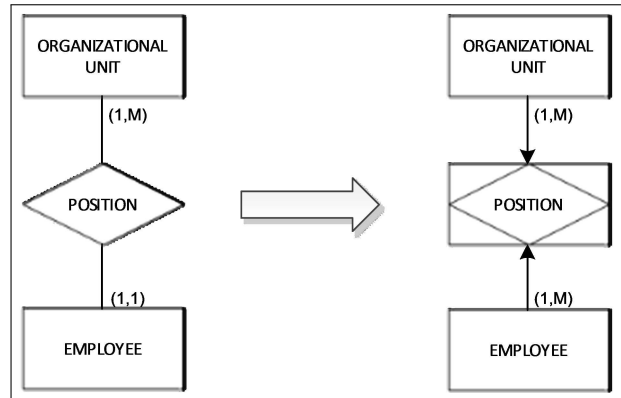 ORGANIZATIONAL
UNIT
(1,M)
POSITION
(1,1)
EMPLOYEE
ORGANIZATIONAL
UNIT
(1,M)
POSITION
(1,M)
EMPLOYEE